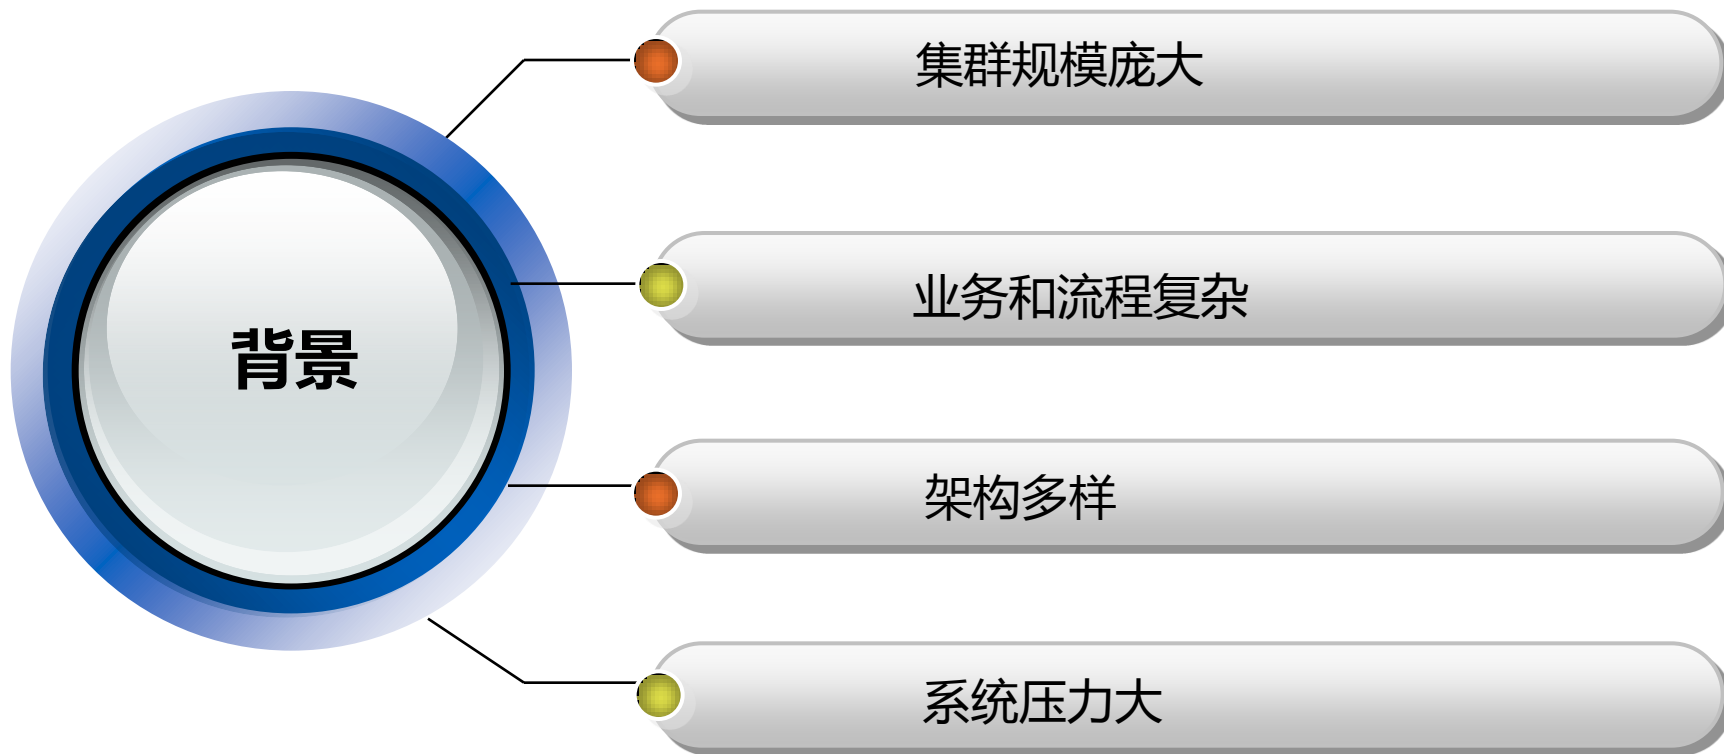 集群规模庞大
业务和流程复杂
背景
架构多样
系统压力大